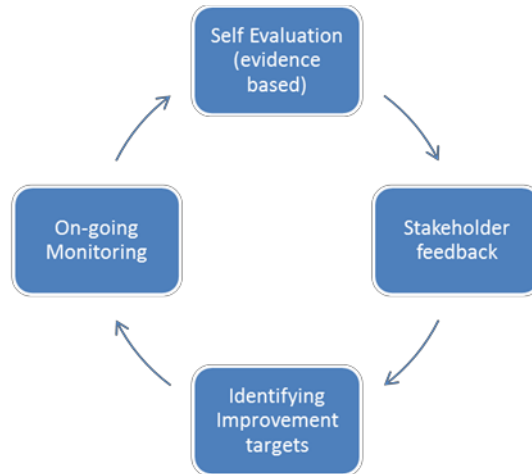 Self Evaluation
(evidence
based)
Stakeholder
feedback
Identifying
Improvement
targets
On-going
Monitoring